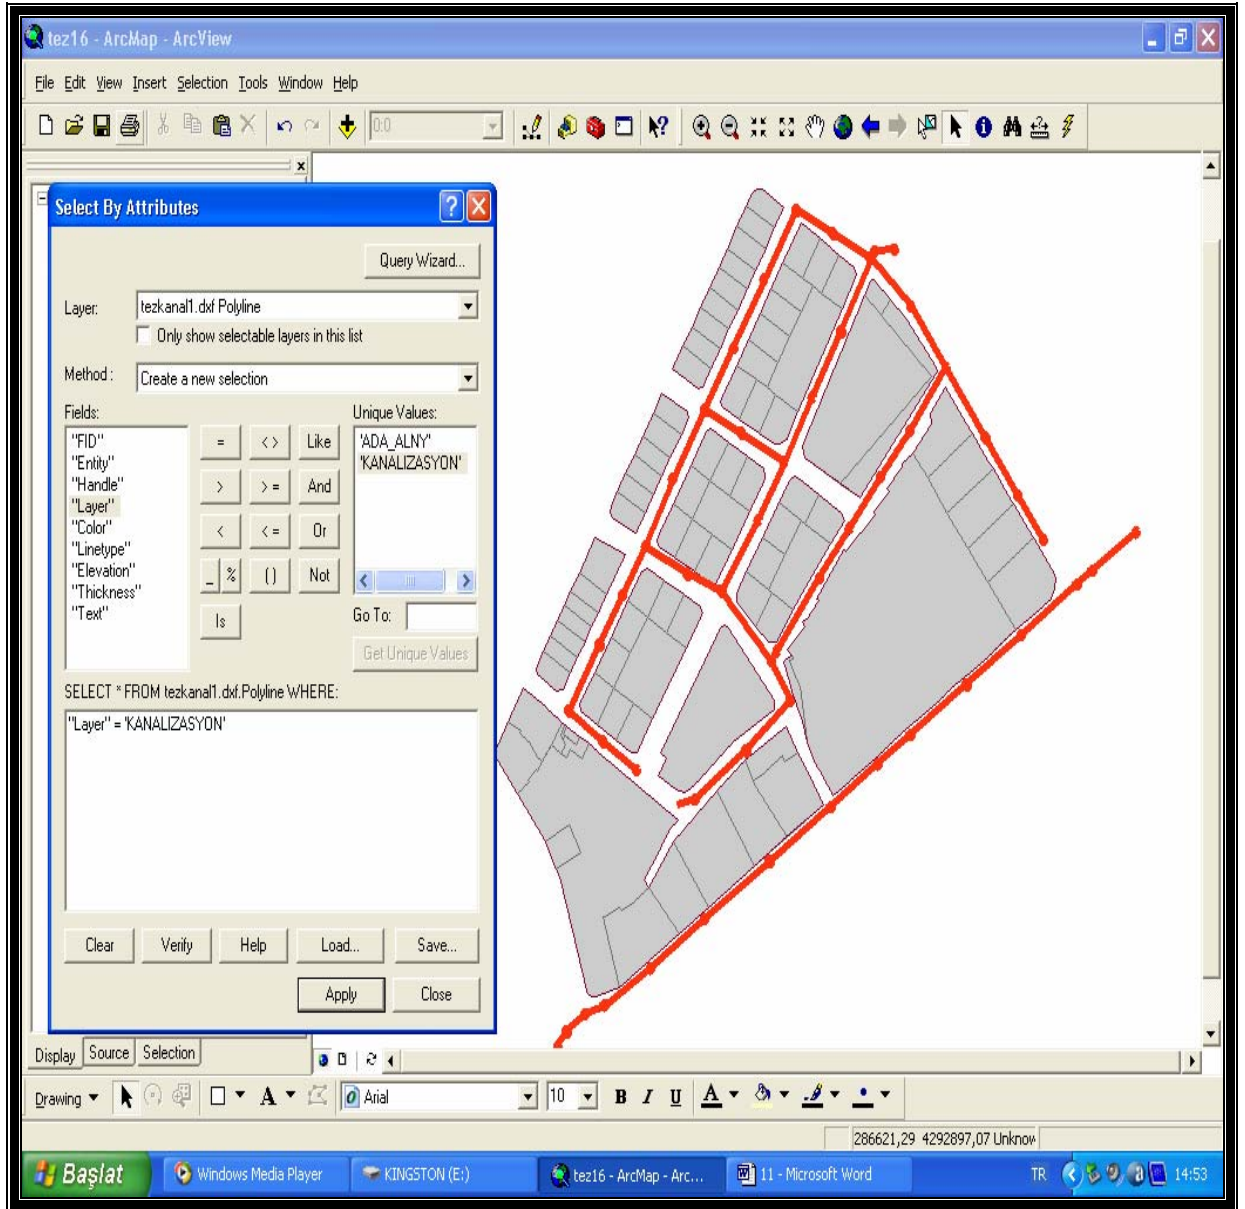 tez16 - ArcMap - ArcView
File Edit View Insert Selection Tools Window Help
0:0
Select By Attributes
Query Wizard...
Layer: tezkanal1.dxf Polyline
Only show selectable layers in this list
Method : Create a new selection
Fields: Unique Values:
"FID"
"Entity"
"Handle"
"Layer"
"Color"
"Linetype"
"Elevation"
"Thickness"
"Text"
= < > Like
> > = And
< < = Or
_ % ( ) Not
Is
'ADA_ALNY'
'KANALIZASYON'
Go To:
Get Unique Values
SELECT * FROM tezkanal1.dxf.Polyline WHERE:
"Layer" = 'KANALIZASYON'
Clear Verify Help Load... Save...
Apply Close
Display Source Selection
Drawing A Arial 10 B I U A
286621,29 4292897,07 Unknow
Başlat Windows Media Player KINGSTON (E:) tez16 - ArcMap - Arc... 11 - Microsoft Word TR 14:53